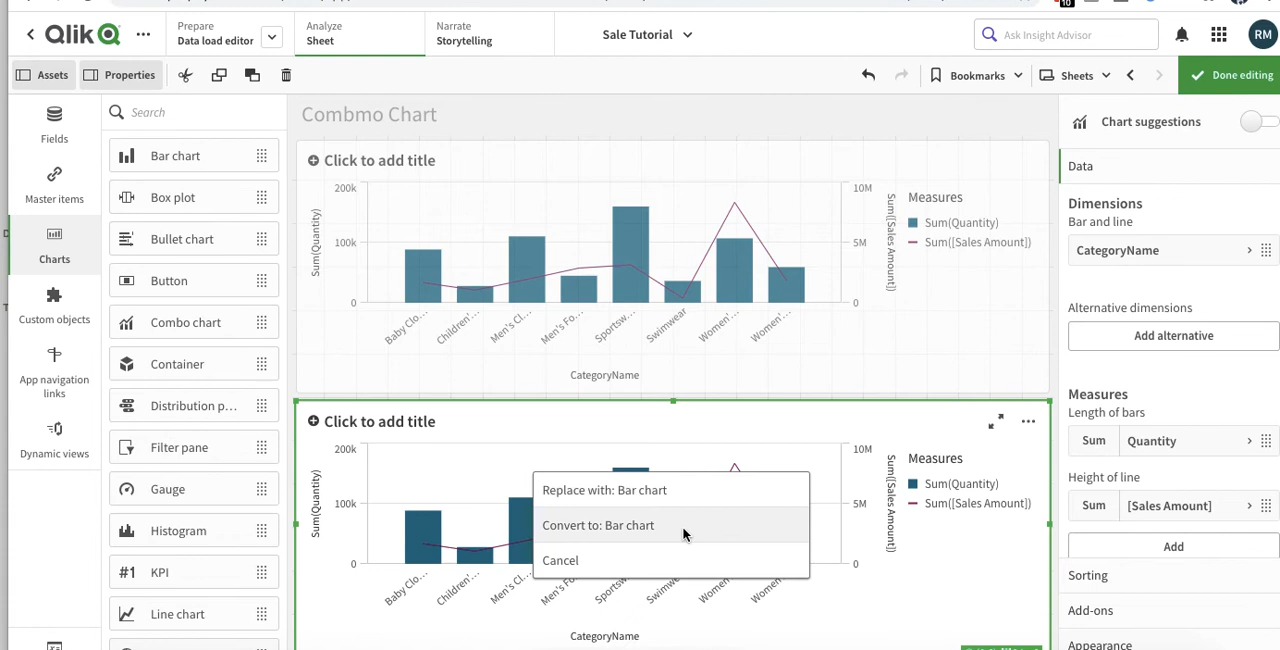 10
Qlik
Prepare
Data load editor
Analyze
Sheet
Narrate
Storytelling
Sale Tutorial
Ask Insight Advisor
RM
Assets
Properties
Bookmarks
Sheets
Done editing
Fields
Master items
Charts
Custom objects
App navigation
links
Dynamic views
Search
Bar chart
Box plot
Bullet chart
Button
Combo chart
Container
Distribution p...
Filter pane
Gauge
Histogram
#1 KPI
Line chart
Combmo Chart
Click to add title
200k
100k
0
Sum(Quantity)
10M
5M
0
Sum([Sales Amount])
Baby Clo...
Children'...
Men's Cl...
Men's Fo...
Sportsw...
Swimwear
Women'...
Women'...
CategoryName
Measures
Sum(Quantity)
Sum([Sales Amount])
Click to add title
200k
100k
0
Sum(Quantity)
10M
5M
0
Sum([Sales Amount])
Replace with: Bar chart
Convert to: Bar chart
Cancel
Baby Clo...
Children'...
Men's Cl...
Men's Fo...
Sportsw...
Swimwe
Women
Women'...
CategoryName
Measures
Sum(Quantity)
Sum([Sales Amount])
Chart suggestions
Data
Dimensions
Bar and line
CategoryName
Alternative dimensions
Add alternative
Measures
Length of bars
Sum Quantity
Height of line
Sum [Sales Amount]
Add
Sorting
Add-ons
Appearance